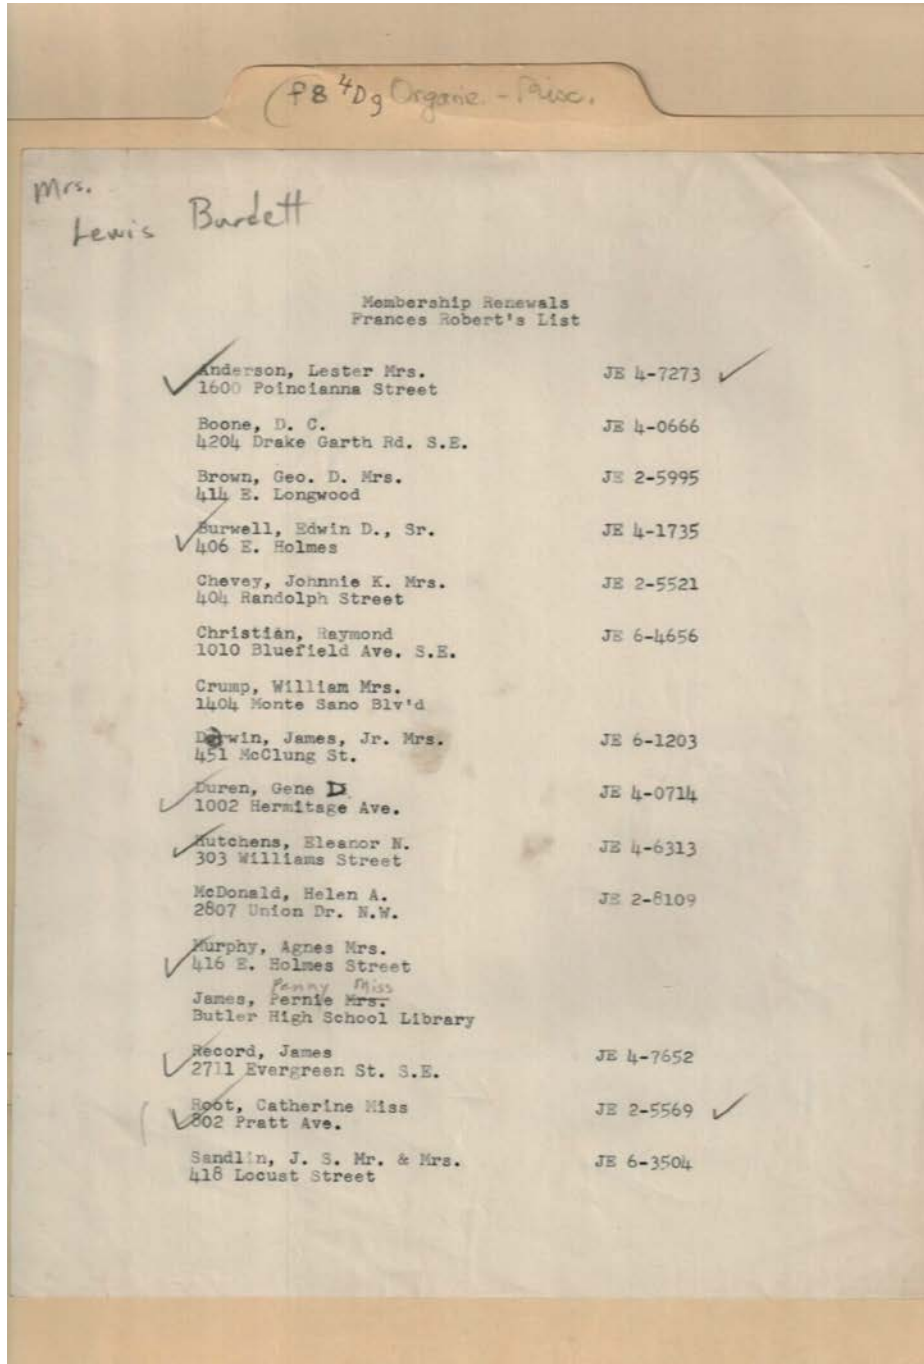 (f8 4Dg Organie. - Misc.
Mrs.
Lewis Burdett
Membership Renewals
Frances Robert's List
Anderson, Lester Mrs. JE 4-7273
1600 Poincianna Street
Boone, D. C. JE 4-0666
4204 Drake Garth Rd. S.E.
Brown, Geo. D. Mrs. JE 2-5995
414 E. Longwood
Burwell, Edwin D., Sr. JE 4-1735
406 E. Holmes
Chevey, Johnnie K. Mrs. JE 2-5521
404 Randolph Street
Christian, Raymond JE 6-4656
1010 Bluefield Ave. S.E.
Crump, William Mrs.
1404 Monte Sano Blv'd
Darwin, James, Jr. Mrs. JE 6-1203
451 McClung St.
Duren, Gene D. JE 4-0714
1002 Hermitage Ave.
Hutchens, Eleanor N. JE 4-6313
303 Williams Street
McDonald, Helen A. JE 2-8109
2807 Union Dr. N.W.
Murphy, Agnes Mrs.
416 E. Holmes Street
Penny Miss
James, Pernie Mrs.
Butler High School Library
Record, James JE 4-7652
2711 Evergreen St. S.E.
Root, Catherine Miss JE 2-5569
802 Pratt Ave.
Sandlin, J. S. Mr. & Mrs. JE 6-3504
418 Locust Street